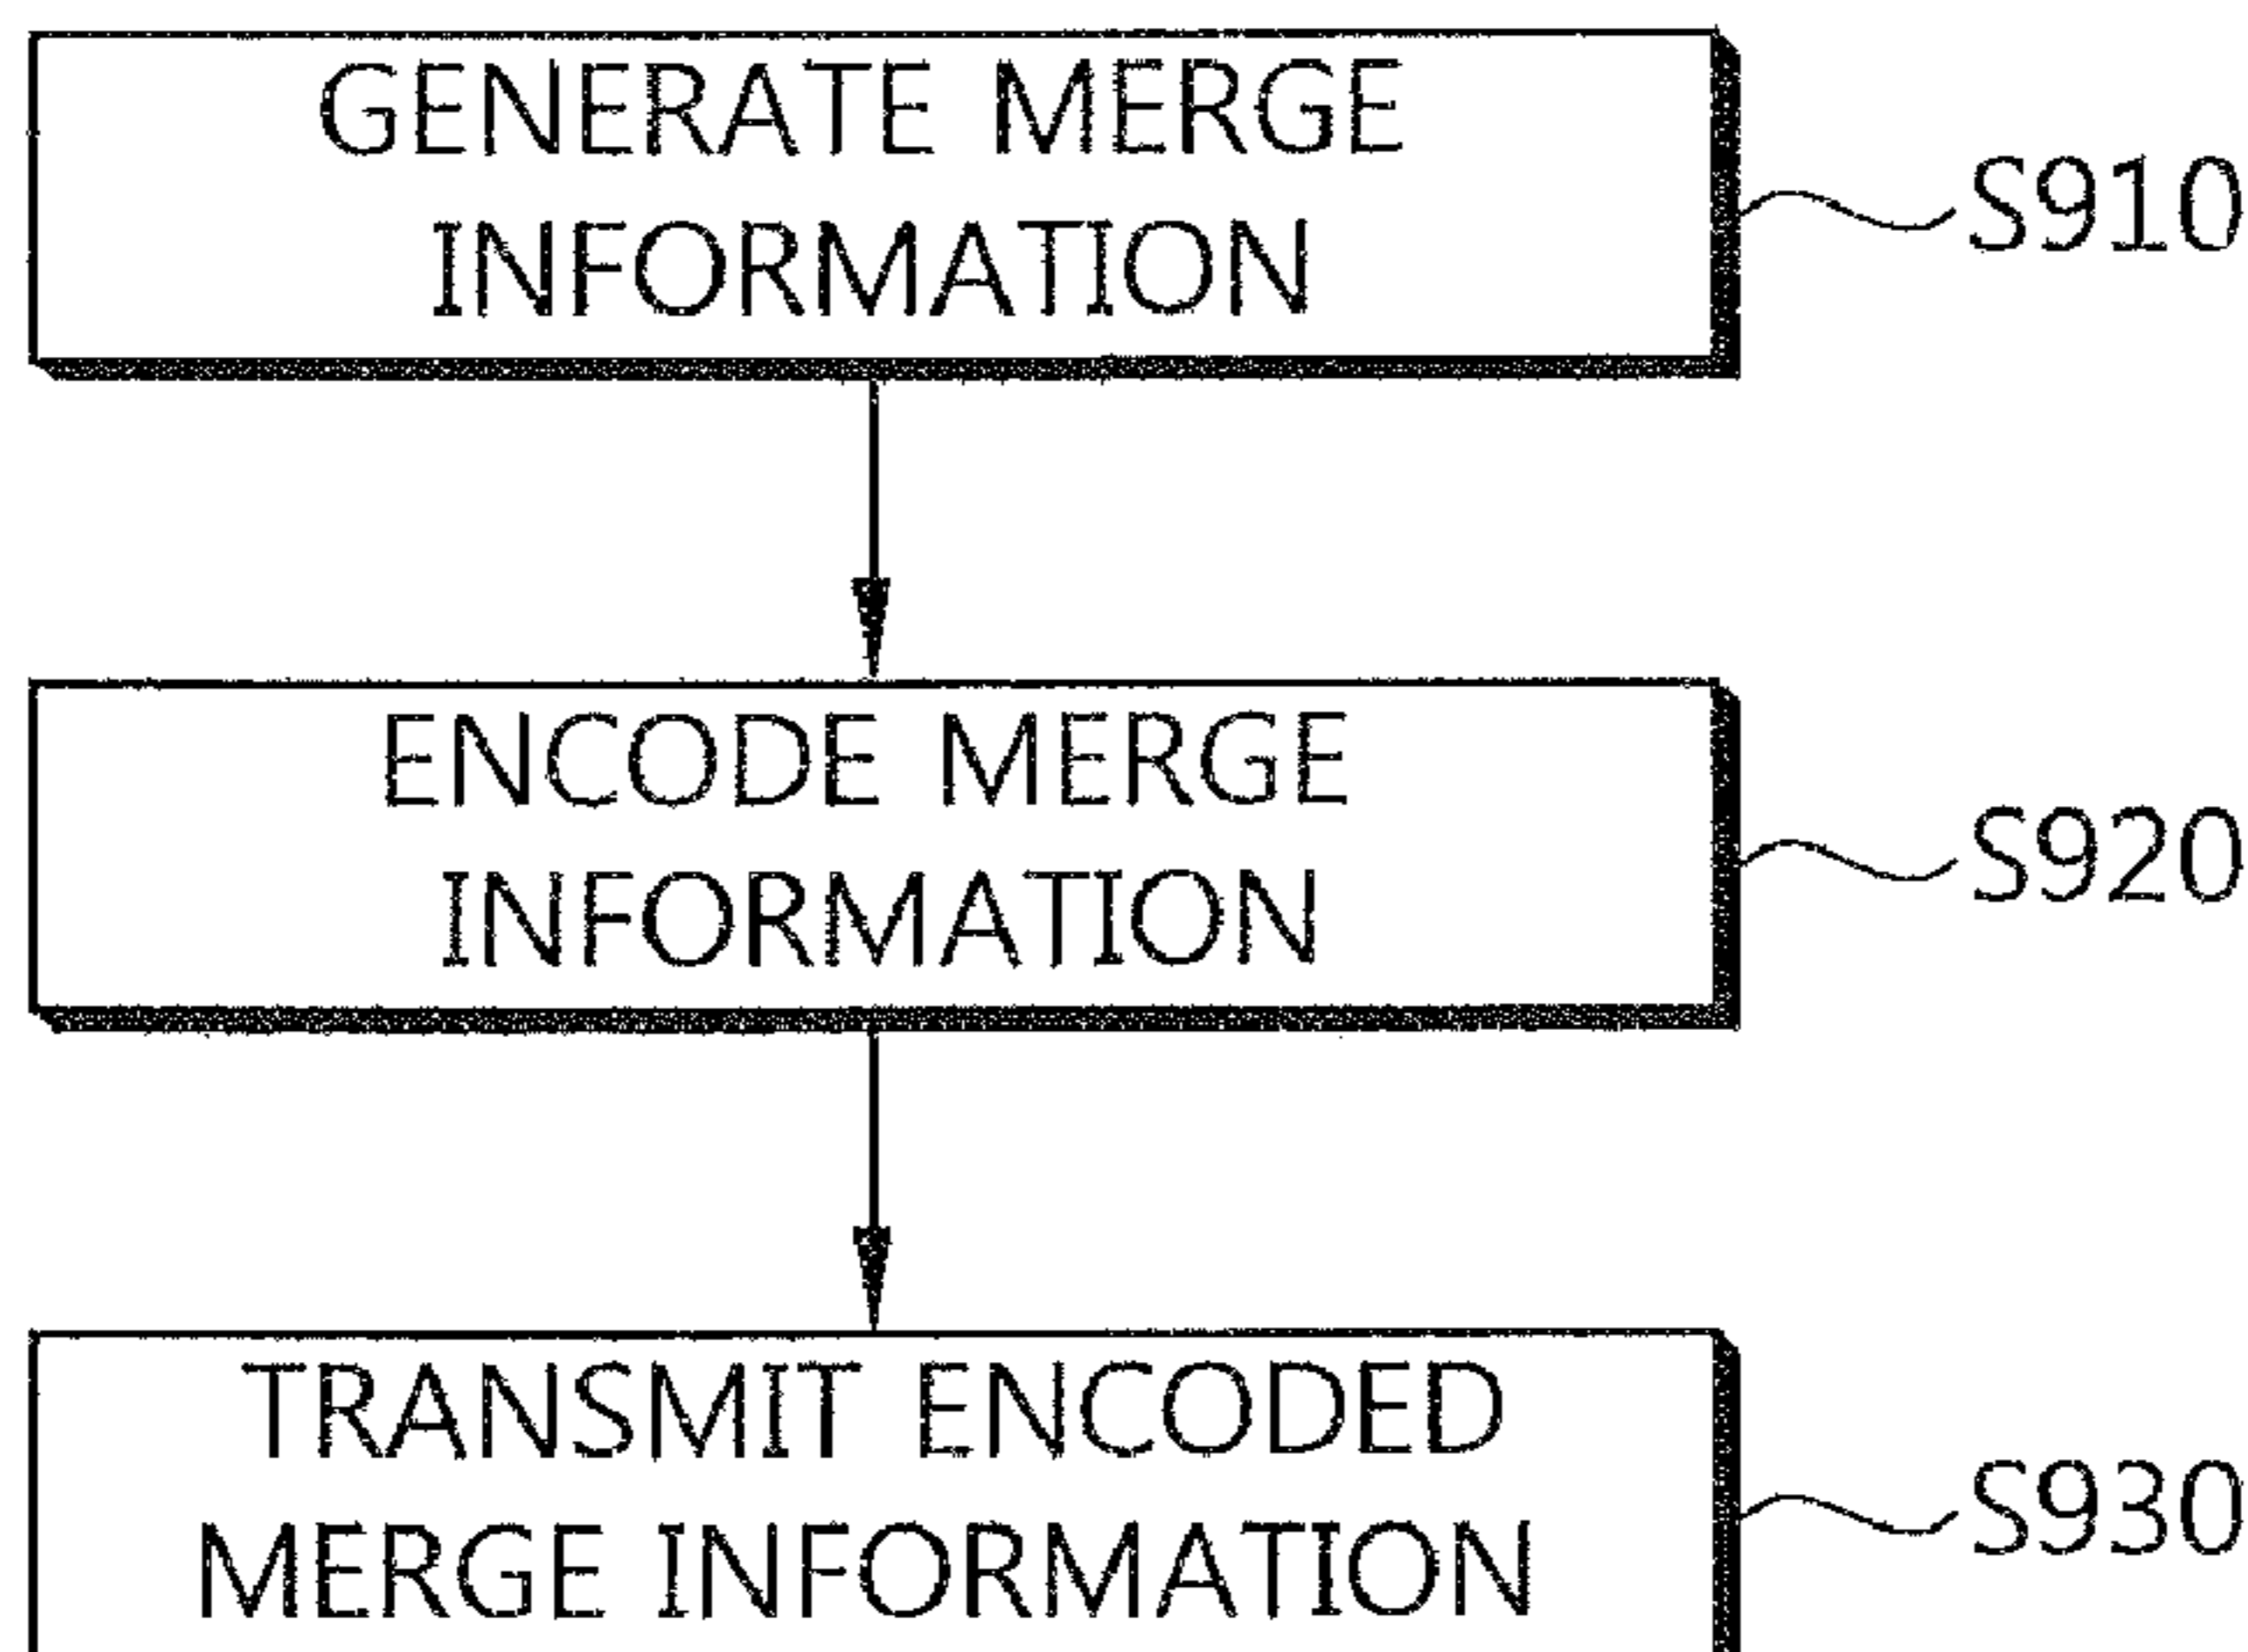 GENERATE MERGE
INFORMATION
S910
ENCODE MERGE
INFORMATION
S920
TRANSMIT ENCODED
MERGE INFORMATION
S930